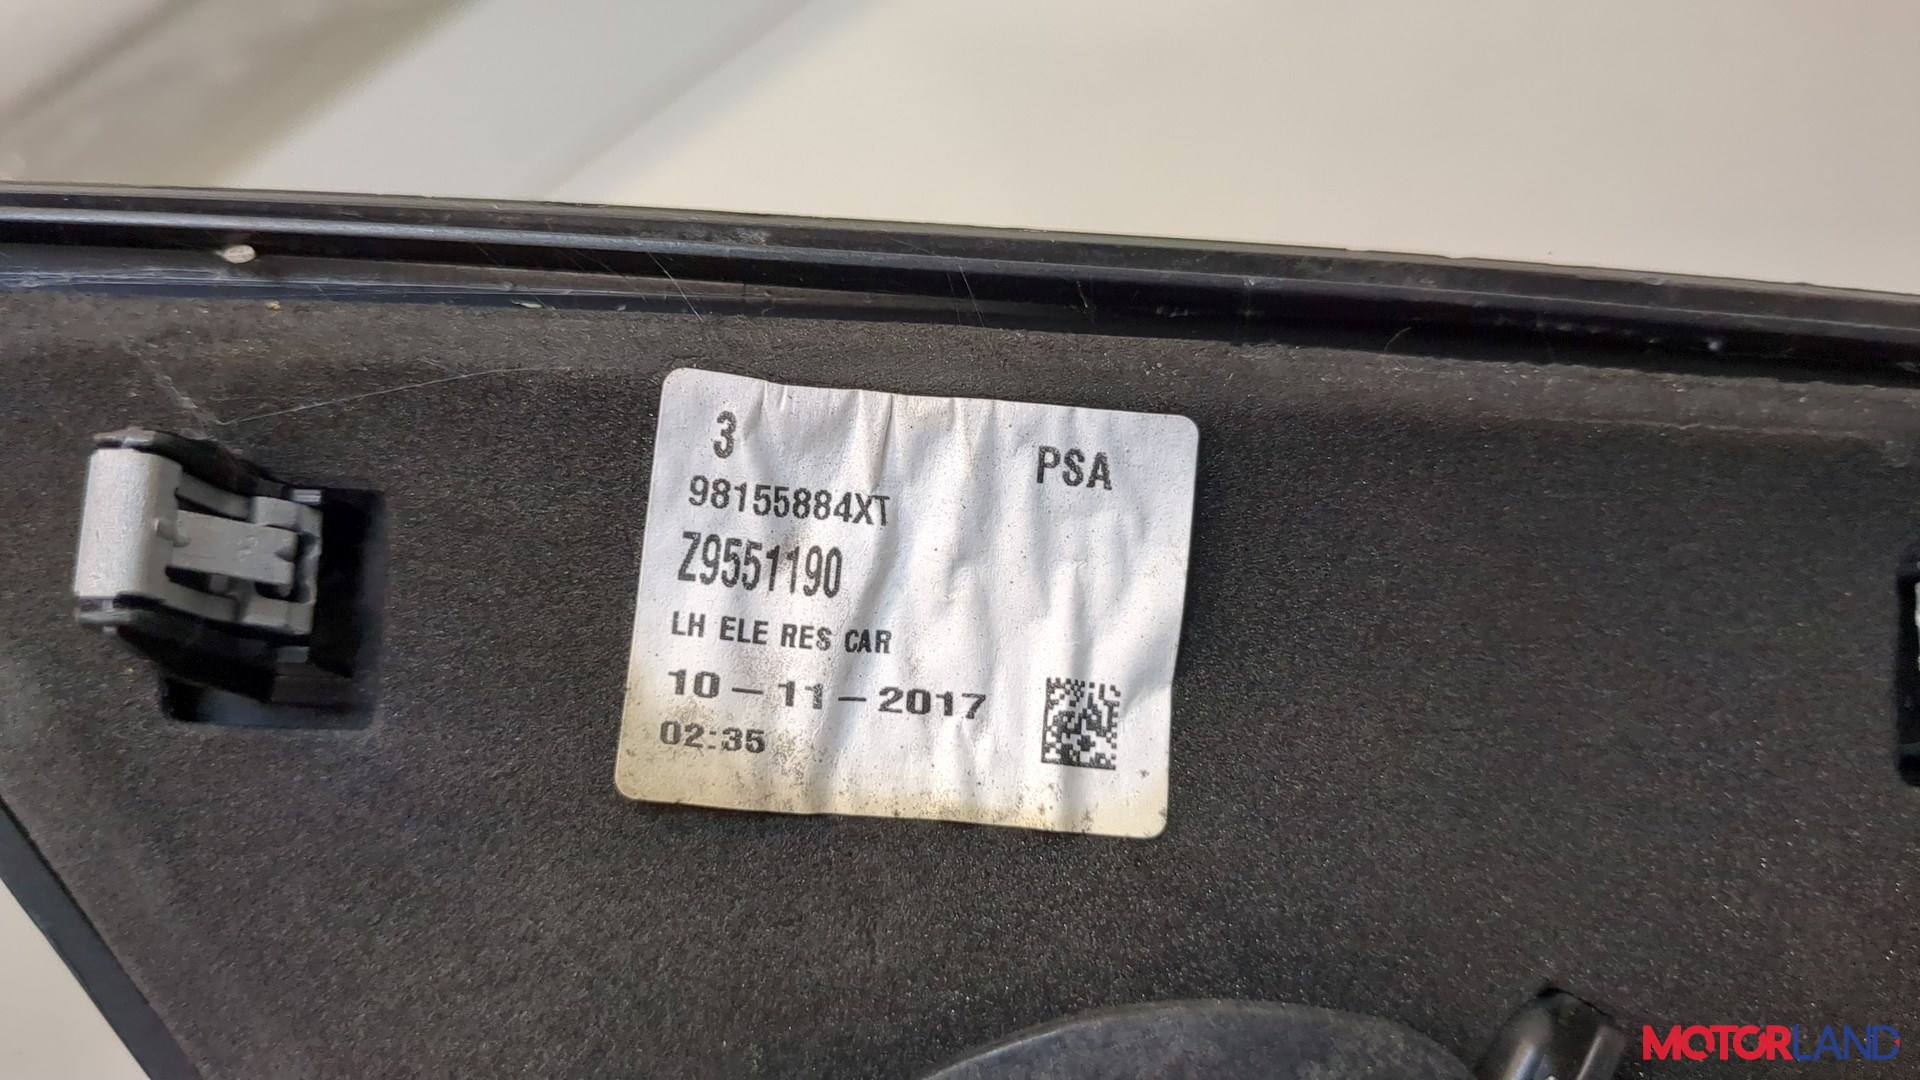 3
PSA
98155884XT
Z9551190
LH ELE RES CAR
10-11-2017
02:35
MOTORLAND